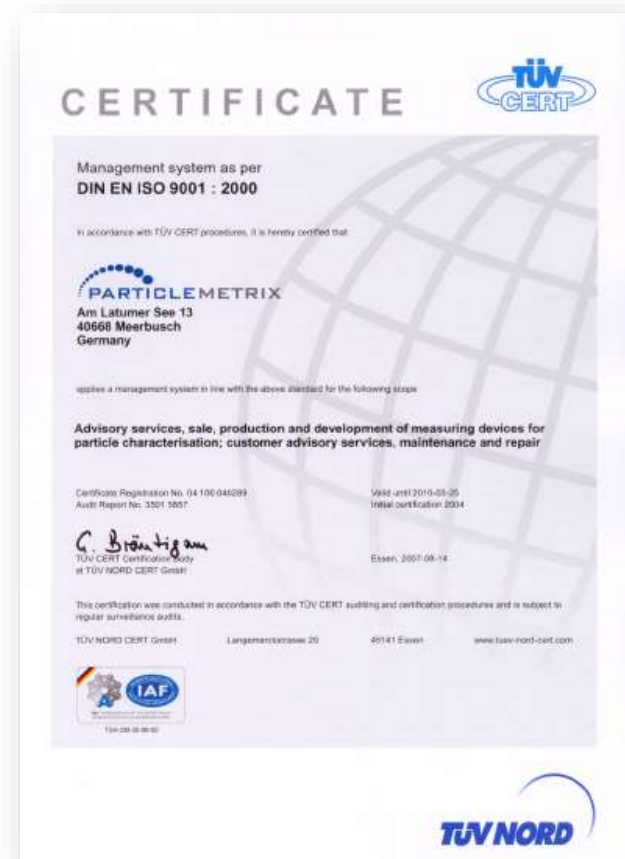 CERTIFICATE
TÜV
CERT
Management system as per
DIN EN ISO 9001 : 2000
In accordance with TÜV CERT procedures, it is hereby certified that
PARTICLEMETRIX
Am Latumer See 13
40668 Meerbusch
Germany
applies a management system in line with the above standard for the following scope
Advisory services, sale, production and development of measuring devices for
particle characterisation; customer advisory services, maintenance and repair
Certificate Registration No. 04 100 040289
Valid until 2010-03-25
Audit Report No. 3501 5857
Initial certification 2004
G. Bräutigam
TÜV CERT Certification Body
at TÜV NORD CERT GmbH
Essen, 2007-08-14
This certification was conducted in accordance with the TÜV CERT auditing and certification procedures and is subject to
regular surveillance audits.
TÜV NORD CERT GmbH
Langemarckstrasse 20
45141 Essen
www.tuev-nord-cert.com
IAF
TÜV NORD